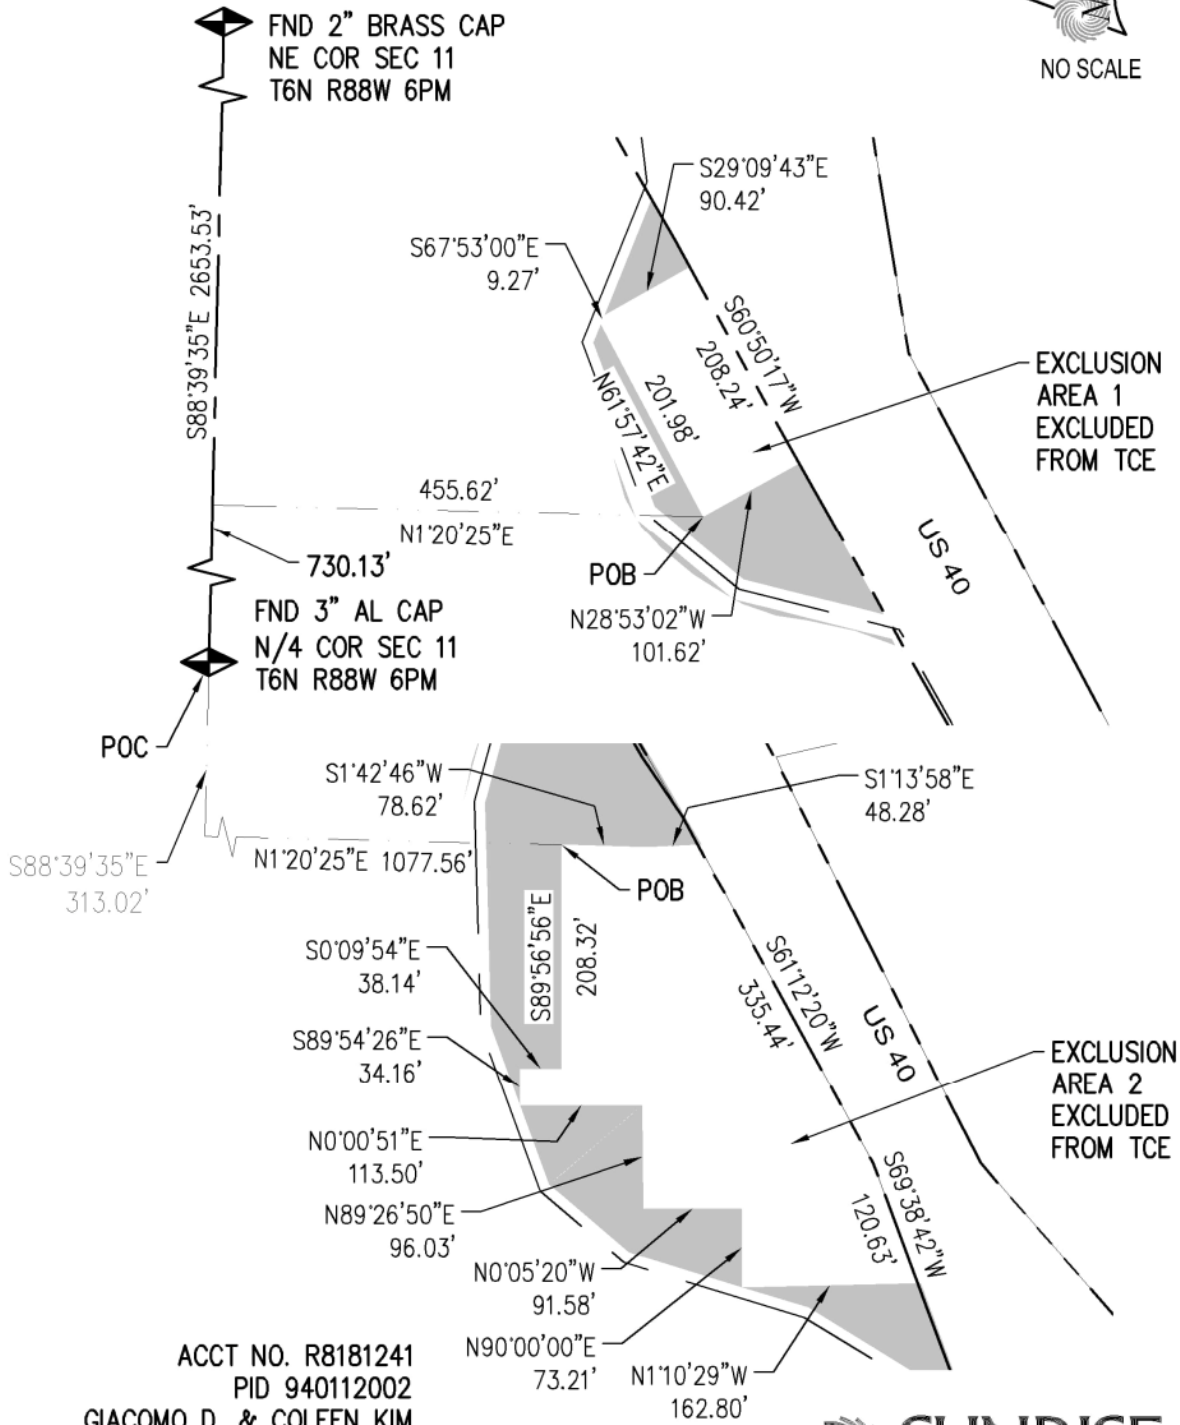 FND 2" BRASS CAP
NE COR SEC 11
T6N R88W 6PM
N
NO SCALE
S88°39'35"E 2653.53'
S29°09'43"E
90.42'
S67°53'00"E
9.27'
S60°50'17"W
208.24'
201.98'
N61°57'42"E
EXCLUSION
AREA 1
EXCLUDED
FROM TCE
455.62'
N1°20'25"E
730.13'
POB
US 40
N28°53'02"W
101.62'
FND 3" AL CAP
N/4 COR SEC 11
T6N R88W 6PM
POC
S1°42'46"W
78.62'
S1°13'58"E
48.28'
S88°39'35"E
313.02'
N1°20'25"E 1077.56'
POB
S89°56'56"E
208.32'
S0°09'54"E
38.14'
S61°12'20"W
335.44'
US 40
S89°54'26"E
34.16'
EXCLUSION
AREA 2
EXCLUDED
FROM TCE
N0°00'51"E
113.50'
N89°26'50"E
96.03'
S69°38'42"W
120.63'
N0°05'20"W
91.58'
N90°00'00"E
73.21'
N1°10'29"W
162.80'
ACCT NO. R8181241
PID 940112002
GIACOMO D. & COLEEN KIM